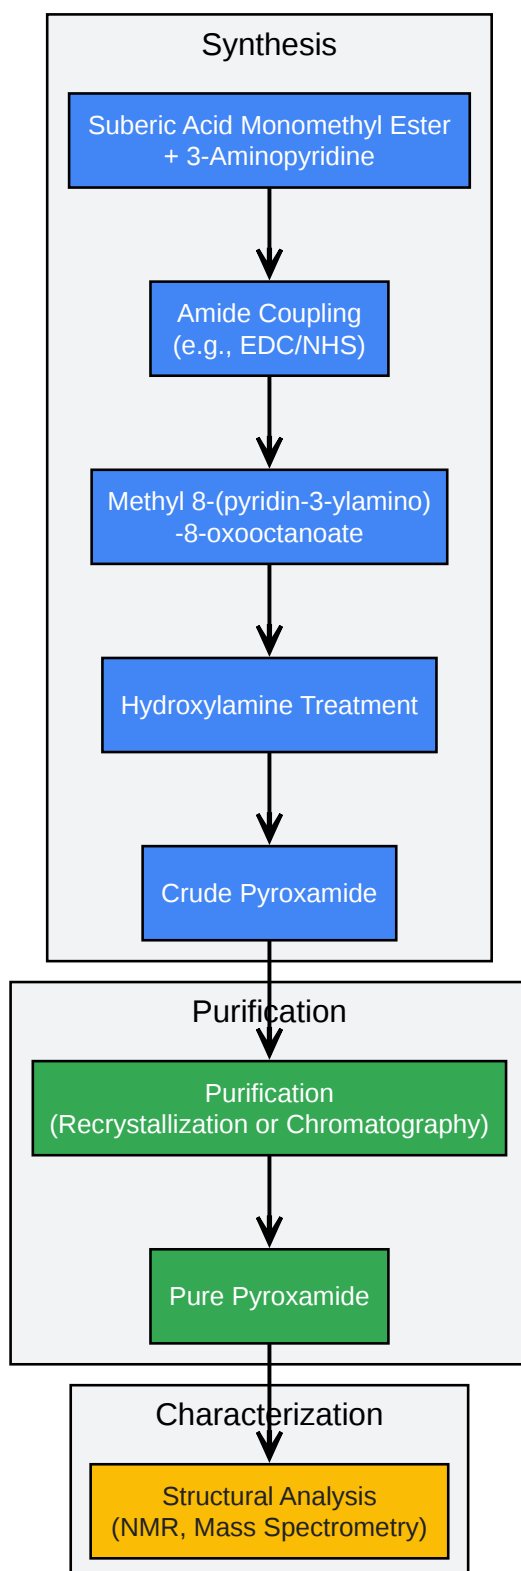 Synthesis
Suberic Acid Monomethyl Ester
+ 3-Aminopyridine
Amide Coupling
(e.g., EDC/NHS)
Methyl 8-(pyridin-3-ylamino)
-8-oxooctanoate
Hydroxylamine Treatment
Crude Pyroxamide
Purification
Purification
(Recrystallization or Chromatography)
Pure Pyroxamide
Characterization
Structural Analysis
(NMR, Mass Spectrometry)